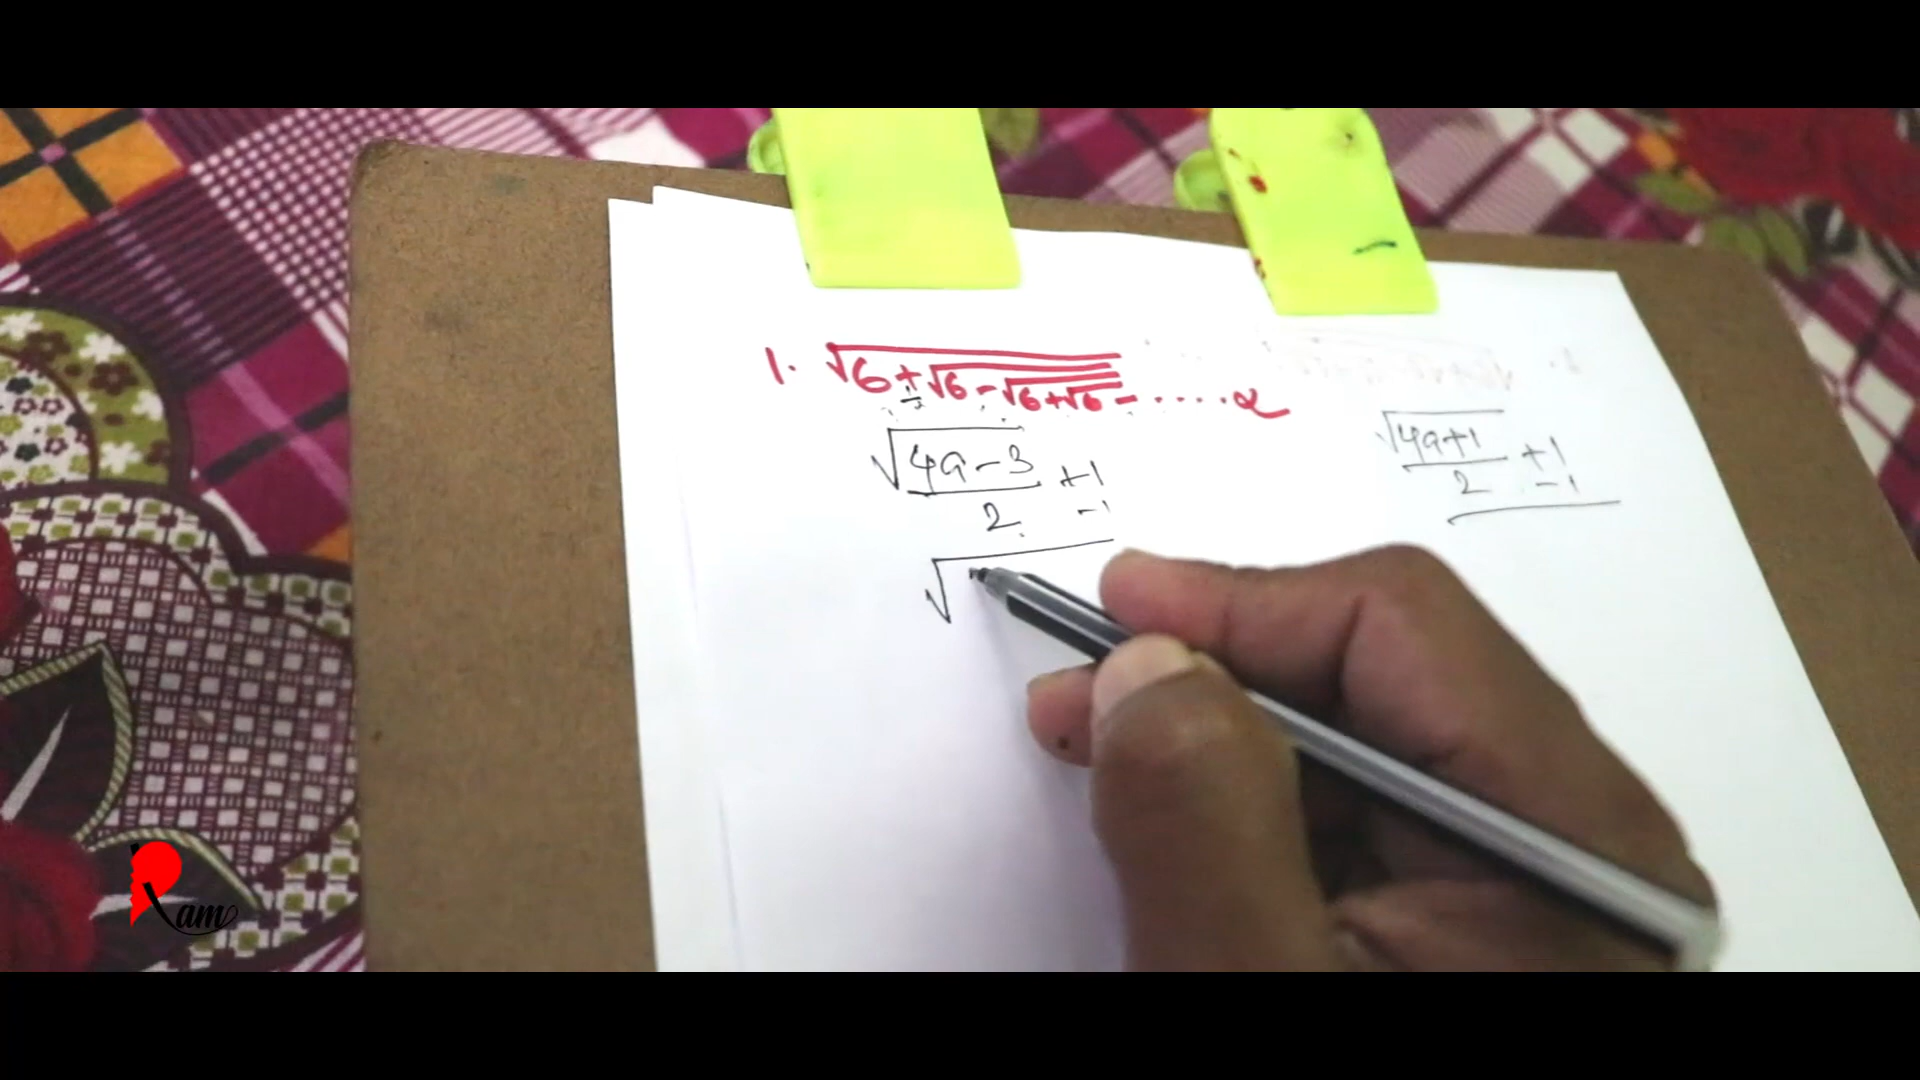 1. √6+√6-√6+√6-.....α
√4a-3 +1
2 -1
√
√4a+1 +1
2 -1
Ram